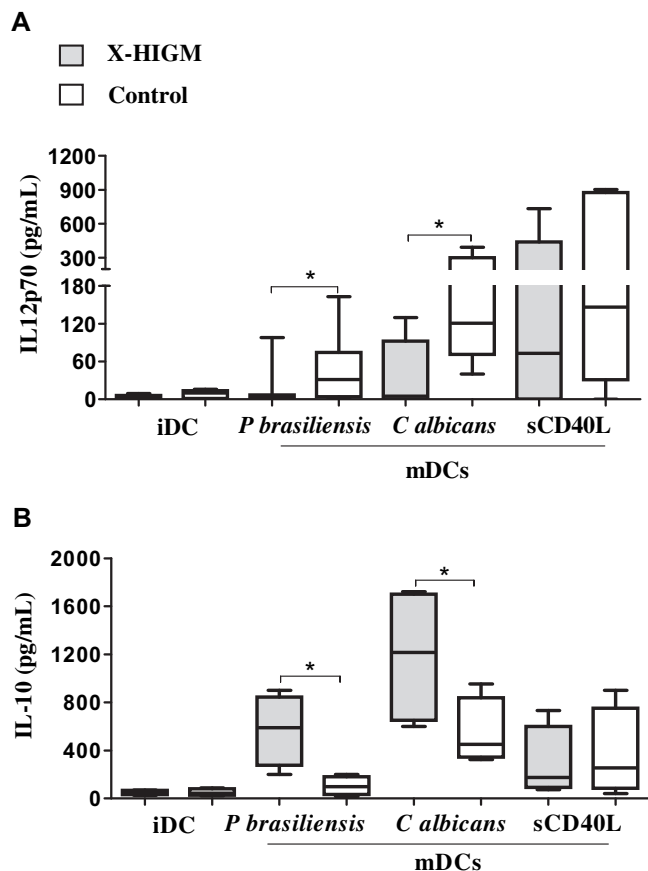 A
X-HIGM
Control
IL12p70 (pg/mL)
1200
900
600
300
180
120
60
0
*
*
iDC P brasiliensis C albicans sCD40L
mDCs
B
IL-10 (pg/mL)
2000
1600
1200
800
400
0
*
*
iDC P brasiliensis C albicans sCD40L
mDCs